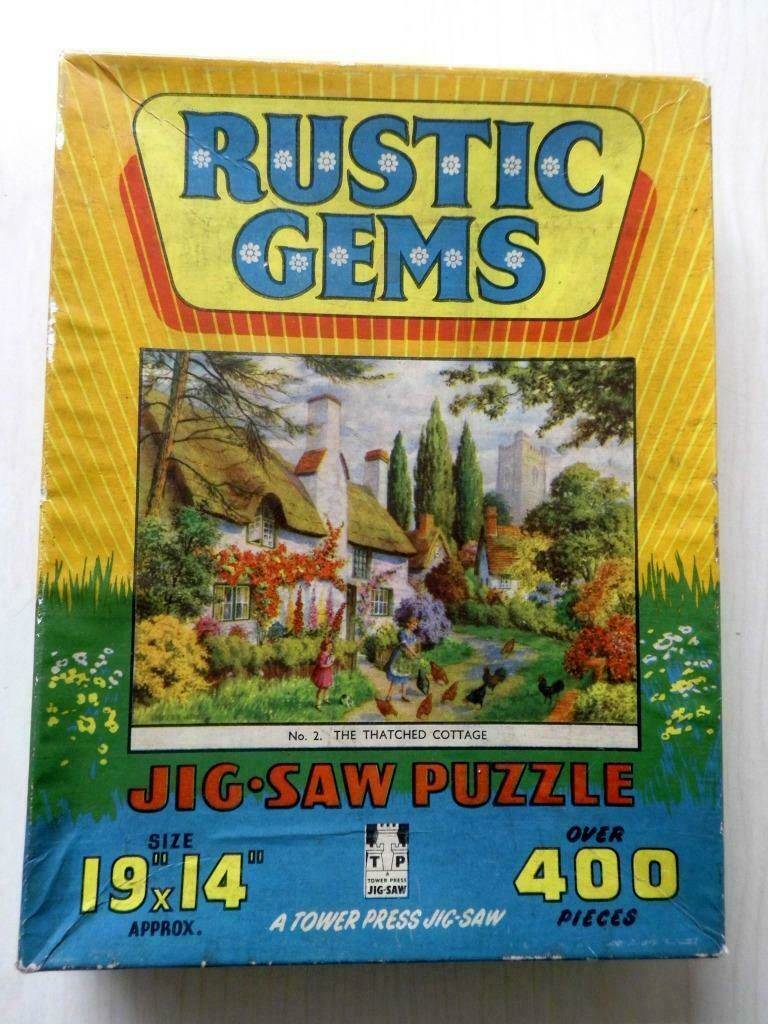 RUSTIC
GEMS
No. 2. THE THATCHED COTTAGE
JIG•SAW PUZZLE
SIZE
19" x 14"
APPROX.
T P
A
TOWER PRESS
JIG-SAW
A TOWER PRESS JIG-SAW
OVER
400
PIECES